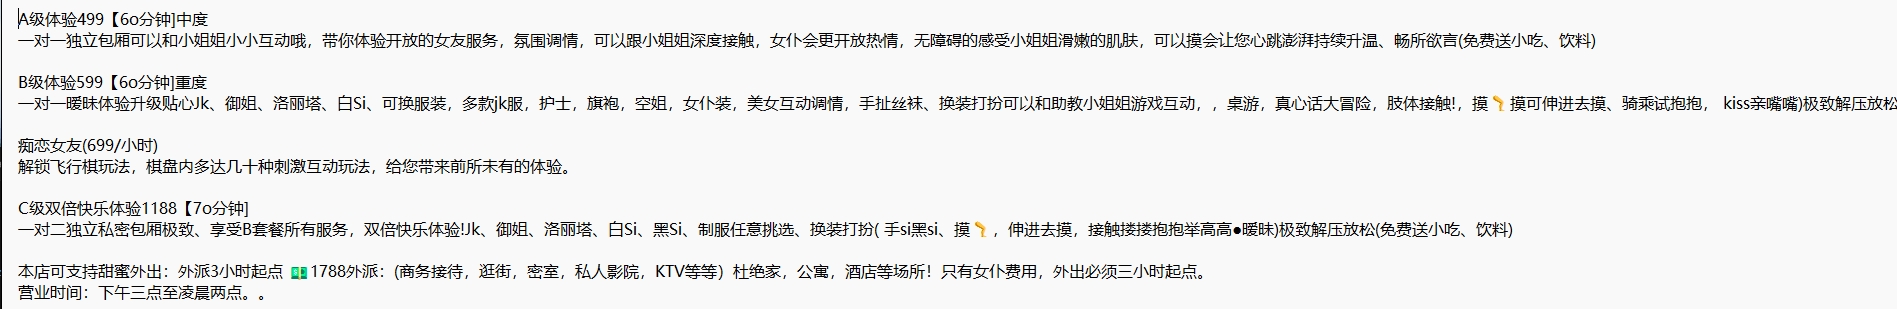 A级体验499【6o分钟]中度
一对一独立包厢可以和小姐姐小小互动哦，带你体验开放的女友服务，氛围调情，可以跟小姐姐深度接触，女仆会更开放热情，无障碍的感受小姐姐滑嫩的肌肤，可以摸会让您心跳澎湃持续升温、畅所欲言(免费送小吃、饮料)
B级体验599【6o分钟]重度
一对一暧昧体验升级贴心Jk、御姐、洛丽塔、白Si、可换服装，多款jk服，护士，旗袍，空姐，女仆装，美女互动调情，手扯丝袜、换装打扮可以和助教小姐姐游戏互动，，桌游，真心话大冒险，肢体接触!，摸🦵摸可伸进去摸、骑乘试抱抱， kiss亲嘴嘴)极致解压放松
痴恋女友(699/小时)
解锁飞行棋玩法，棋盘内多达几十种刺激互动玩法，给您带来前所未有的体验。
C级双倍快乐体验1188【7o分钟]
一对二独立私密包厢极致、享受B套餐所有服务，双倍快乐体验!Jk、御姐、洛丽塔、白Si、黑Si、制服任意挑选、换装打扮( 手si黑si、摸🦵，伸进去摸，接触搂搂抱抱举高高●暧昧)极致解压放松(免费送小吃、饮料)
本店可支持甜蜜外出：外派3小时起点 💵1788外派：(商务接待，逛街，密室，私人影院，KTV等等）杜绝家，公寓，酒店等场所！只有女仆费用，外出必须三小时起点。
营业时间：下午三点至凌晨两点。。